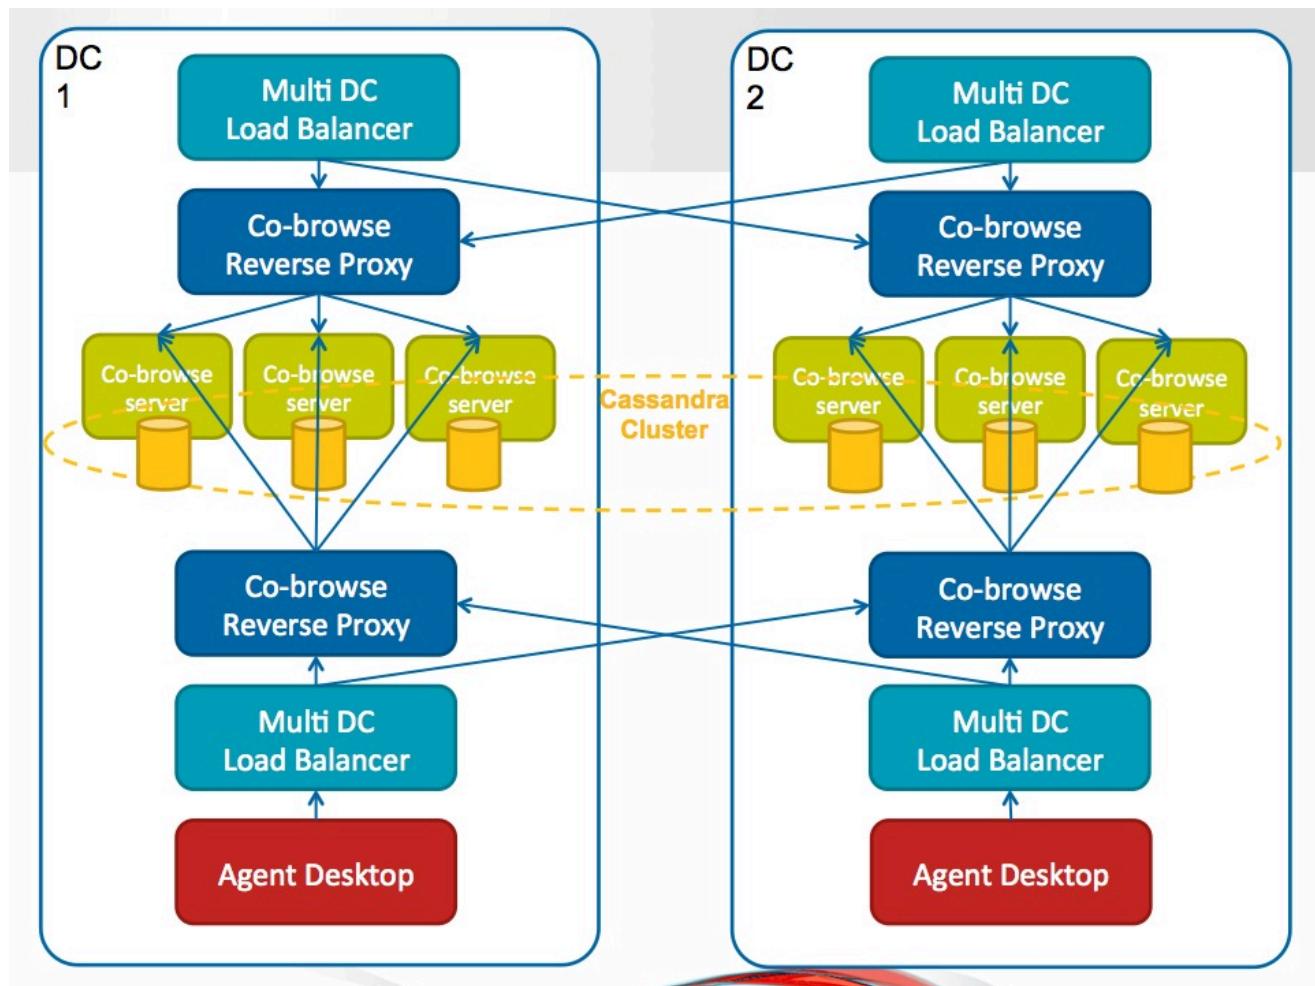 DC
1
Multi DC
Load Balancer
Co-browse
Reverse Proxy
Co-browse
server
Co-browse
server
Co-browse
server
Co-browse
Reverse Proxy
Multi DC
Load Balancer
Agent Desktop
Cassandra
Cluster
DC
2
Multi DC
Load Balancer
Co-browse
Reverse Proxy
Co-browse
server
Co-browse
server
Co-browse
server
Co-browse
Reverse Proxy
Multi DC
Load Balancer
Agent Desktop